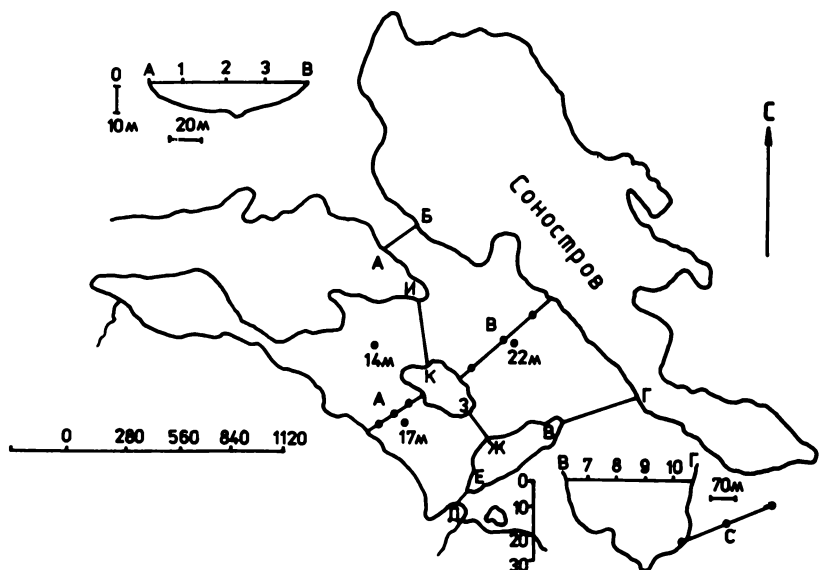 0
А 1 2 3 В
10м
20м
С
Соностров
Б
А
И
В
22м
14м
К
А
З
17м
Г
Ж
В
Е
Д
0 280 560 840 1120
В 7 8 9 10 Г
70м
0
10
20
30
С